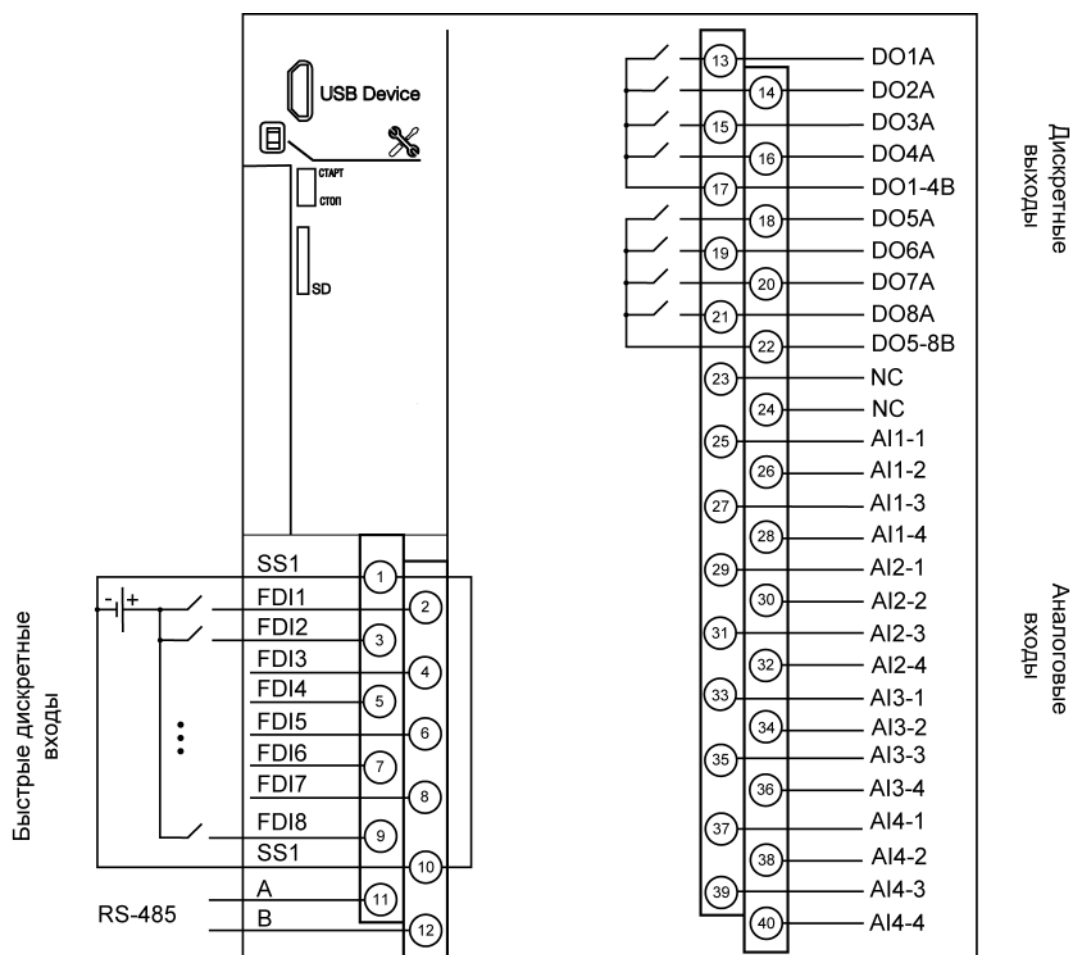 USB Device
СТАРТ
СТОП
SD
Быстрые дискретные
входы
SS1
1
FDI1
2
- +
FDI2
3
FDI3
4
FDI4
5
FDI5
6
FDI6
7
FDI7
8
FDI8
9
SS1
10
RS-485
A
11
B
12
13 DO1A
14 DO2A
15 DO3A
16 DO4A
17 DO1-4B
18 DO5A
19 DO6A
20 DO7A
21 DO8A
22 DO5-8B
23 NC
24 NC
25 AI1-1
26 AI1-2
27 AI1-3
28 AI1-4
29 AI2-1
30 AI2-2
31 AI2-3
32 AI2-4
33 AI3-1
34 AI3-2
35 AI3-3
36 AI3-4
37 AI4-1
38 AI4-2
39 AI4-3
40 AI4-4
Дискретные
выходы
Аналоговые
входы